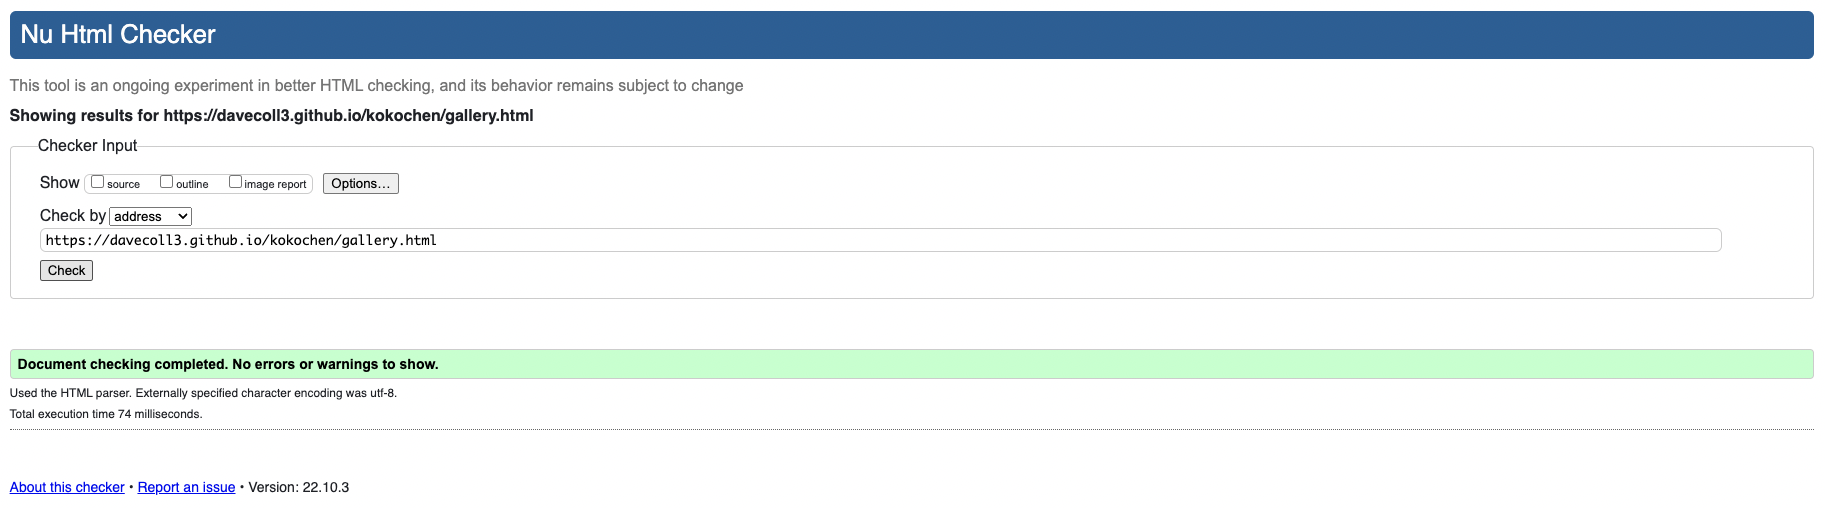 Nu Html Checker
This tool is an ongoing experiment in better HTML checking, and its behavior remains subject to change
Showing results for https://davecoll3.github.io/kokochen/gallery.html
Checker Input
Show source outline image report Options...
Check by address
https://davecoll3.github.io/kokochen/gallery.html
Check
Document checking completed. No errors or warnings to show.
Used the HTML parser. Externally specified character encoding was utf-8.
Total execution time 74 milliseconds.
About this checker • Report an issue • Version: 22.10.3